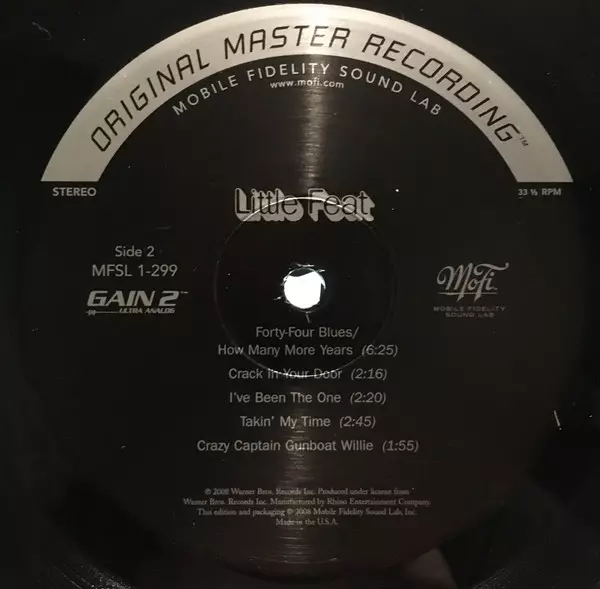 ORIGINAL MASTER RECORDING™
MOBILE FIDELITY SOUND LAB
www.mofi.com
STEREO
33 ⅓ RPM
Little Feat
Side 2
MFSL 1-299
GAIN 2™
ULTRA ANALOG
MoFi
MOBILE FIDELITY
SOUND LAB
Forty-Four Blues/
How Many More Years (6:25)
Crack In Your Door (2:16)
I've Been The One (2:20)
Takin' My Time (2:45)
Crazy Captain Gunboat Willie (1:55)
℗ 2008 Warner Bros. Records Inc. Produced under license from
Warner Bros. Records Inc. Manufactured by Rhino Entertainment Company.
This edition and packaging © 2008 Mobile Fidelity Sound Lab, Inc.
Made in the U.S.A.